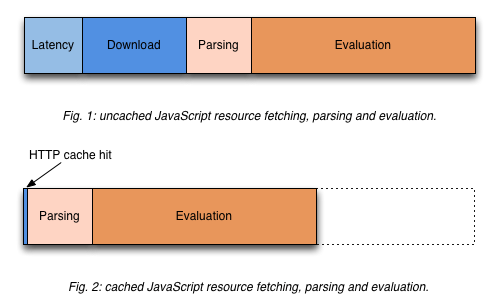 Latency Download Parsing Evaluation
Fig. 1: uncached JavaScript resource fetching, parsing and evaluation.
HTTP cache hit
Parsing Evaluation
Fig. 2: cached JavaScript resource fetching, parsing and evaluation.